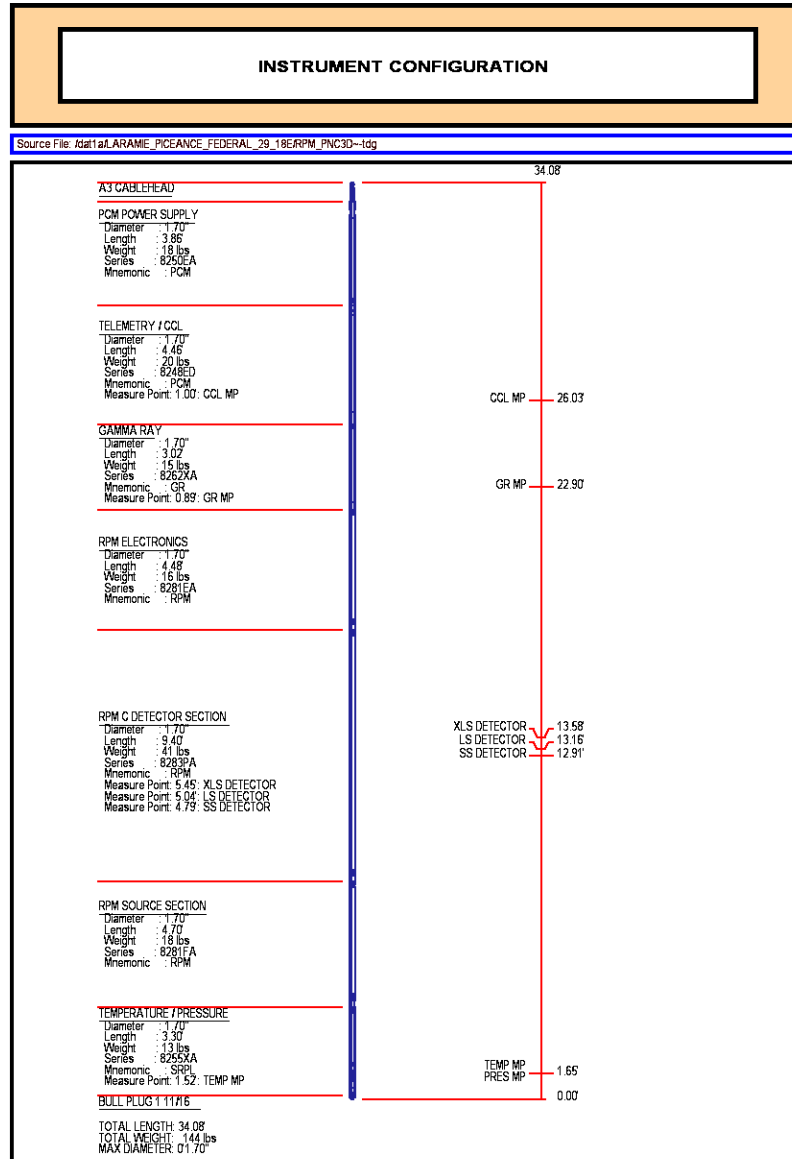 INSTRUMENT CONFIGURATION
Source File: /dat1a/LARAMIE_PICEANCE_FEDERAL_29_18E/RPM_PNC3D~-tdg
34.08'
A3 CABLEHEAD
PCM POWER SUPPLY
Diameter : 1.70"
Length : 3.86'
Weight : 18 lbs
Series : 8250EA
Mnemonic : PCM
TELEMETRY / CCL
Diameter : 1.70"
Length : 4.46'
Weight : 20 lbs
Series : 8248ED
Mnemonic : PCM
Measure Point: 1.00': CCL MP
CCL MP 26.03'
GAMMA RAY
Diameter : 1.70"
Length : 3.02'
Weight : 15 lbs
Series : 8262XA
Mnemonic : GR
Measure Point: 0.89': GR MP
GR MP 22.90'
RPM ELECTRONICS
Diameter : 1.70"
Length : 4.48'
Weight : 16 lbs
Series : 8281EA
Mnemonic : RPM
RPM C DETECTOR SECTION
Diameter : 1.70"
Length : 9.40'
Weight : 41 lbs
Series : 8283PA
Mnemonic : RPM
Measure Point: 5.45': XLS DETECTOR
Measure Point: 5.04': LS DETECTOR
Measure Point: 4.79': SS DETECTOR
XLS DETECTOR 13.58'
LS DETECTOR 13.16'
SS DETECTOR 12.91'
RPM SOURCE SECTION
Diameter : 1.70"
Length : 4.70'
Weight : 18 lbs
Series : 8281FA
Mnemonic : RPM
TEMPERATURE / PRESSURE
Diameter : 1.70"
Length : 3.30'
Weight : 13 lbs
Series : 8255XA
Mnemonic : SRPL
Measure Point: 1.52': TEMP MP
TEMP MP
PRES MP 1.65'
0.00'
BULL PLUG 1 11/16
TOTAL LENGTH: 34.08'
TOTAL WEIGHT: 144 lbs
MAX DIAMETER: 0'1.70"